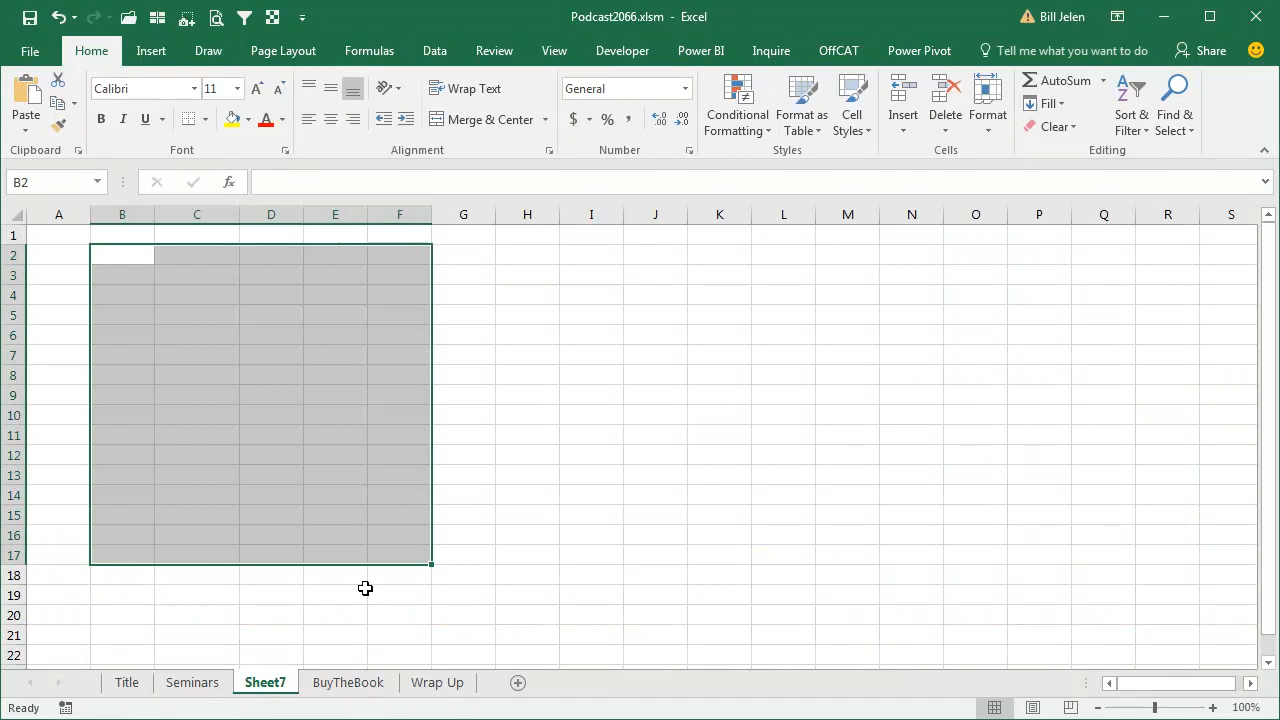 Podcast2066.xlsm - Excel
Bill Jelen
File Home Insert Draw Page Layout Formulas Data Review View Developer Power BI Inquire OffCAT Power Pivot Tell me what you want to do Share
Paste
Clipboard
Calibri 11
B I U A
Font
Wrap Text
Merge & Center
Alignment
General
$ % ,
Number
Conditional Formatting
Format as Table
Cell Styles
Styles
Insert Delete Format
Cells
AutoSum
Fill
Clear
Sort & Filter
Find & Select
Editing
B2 fx
A B C D E F G H I J K L M N O P Q R S
1
2
3
4
5
6
7
8
9
10
11
12
13
14
15
16
17
18
19
20
21
22
Title Seminars Sheet7 BuyTheBook Wrap Up
Ready 100%